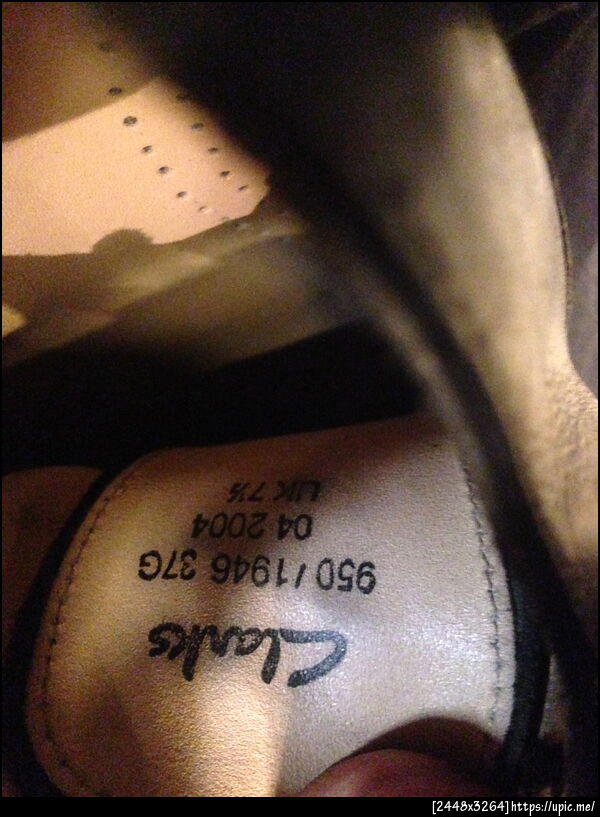 Clarks
950/1946 37G
04 2004
UK 7½
[2448x3264]https://upic.me/